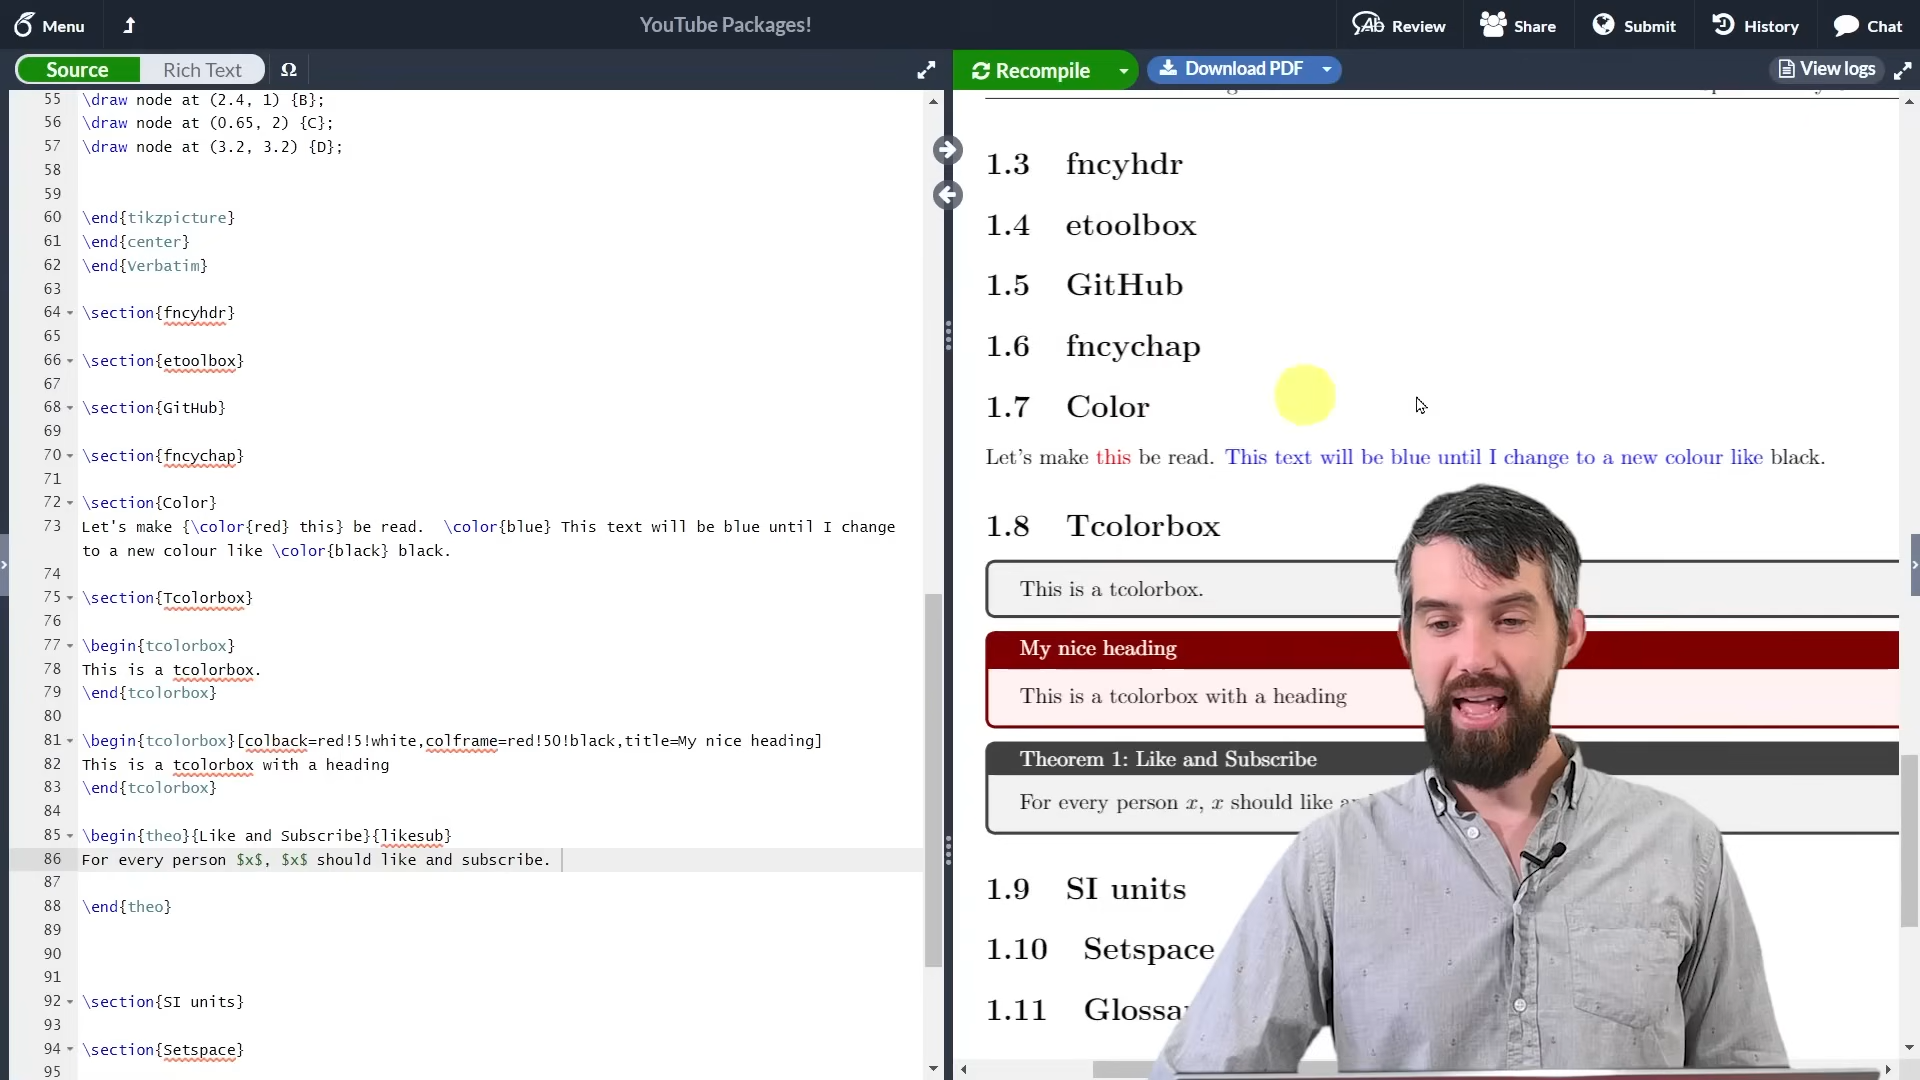 Menu
YouTube Packages!
Review
Share
Submit
History
Chat
Source
Rich Text
Ω
Recompile
Download PDF
View logs
55 \draw node at (2.4, 1) {B};
56 \draw node at (0.65, 2) {C};
57 \draw node at (3.2, 3.2) {D};
58
59
60 \end{tikzpicture}
61 \end{center}
62 \end{Verbatim}
63
64 \section{fncyhdr}
65
66 \section{etoolbox}
67
68 \section{GitHub}
69
70 \section{fncychap}
71
72 \section{Color}
73 Let's make {\color{red} this} be read.  \color{blue} This text will be blue until I change
to a new colour like \color{black} black.
74
75 \section{Tcolorbox}
76
77 \begin{tcolorbox}
78 This is a tcolorbox.
79 \end{tcolorbox}
80
81 \begin{tcolorbox}[colback=red!5!white,colframe=red!50!black,title=My nice heading]
82 This is a tcolorbox with a heading
83 \end{tcolorbox}
84
85 \begin{theo}{Like and Subscribe}{likesub}
86 For every person $x$, $x$ should like and subscribe.
87
88 \end{theo}
89
90
91
92 \section{SI units}
93
94 \section{Setspace}
95
1.3 fncyhdr
1.4 etoolbox
1.5 GitHub
1.6 fncychap
1.7 Color
Let's make this be read. This text will be blue until I change to a new colour like black.
1.8 Tcolorbox
This is a tcolorbox.
My nice heading
This is a tcolorbox with a heading
Theorem 1: Like and Subscribe
For every person x, x should like
1.9 SI units
1.10 Setspace
1.11